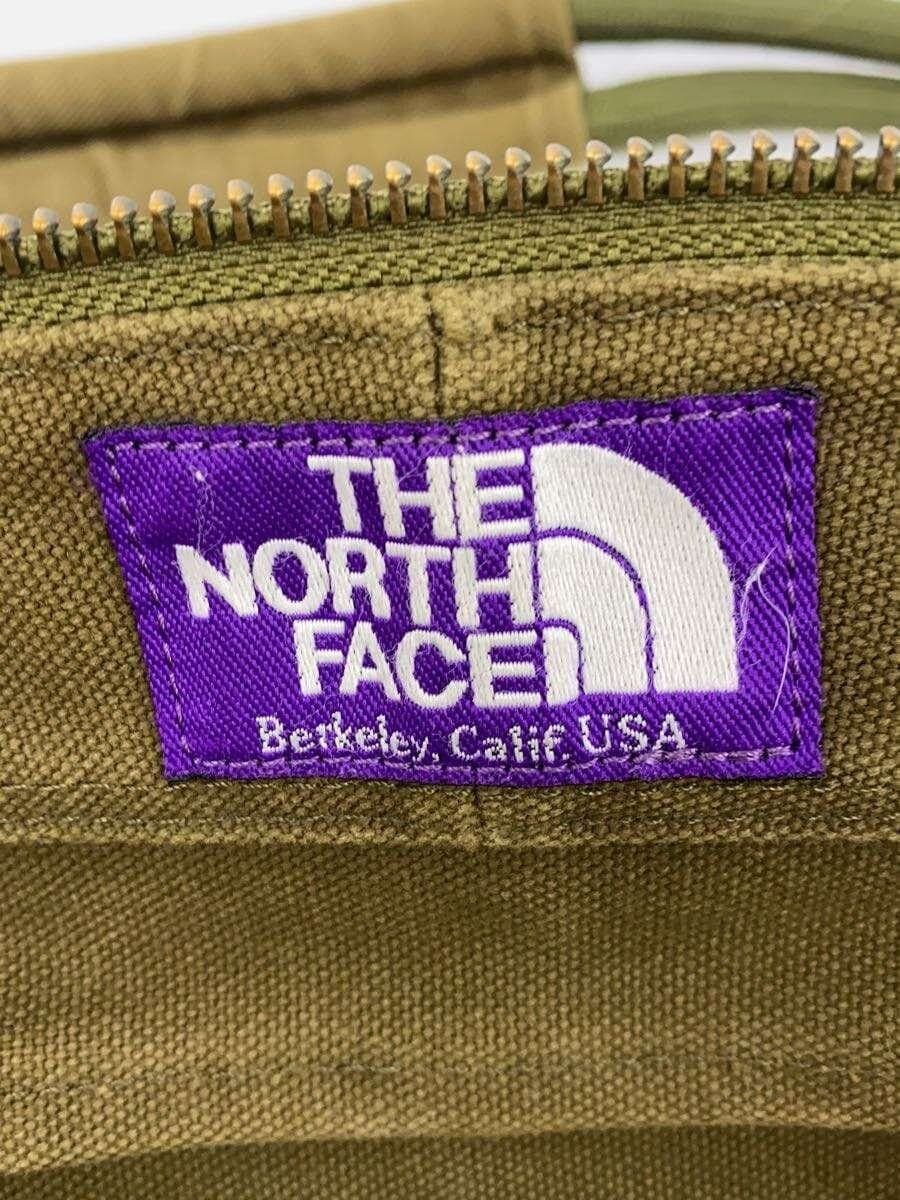 THE
NORTH
FACE
Berkeley, Calif. USA